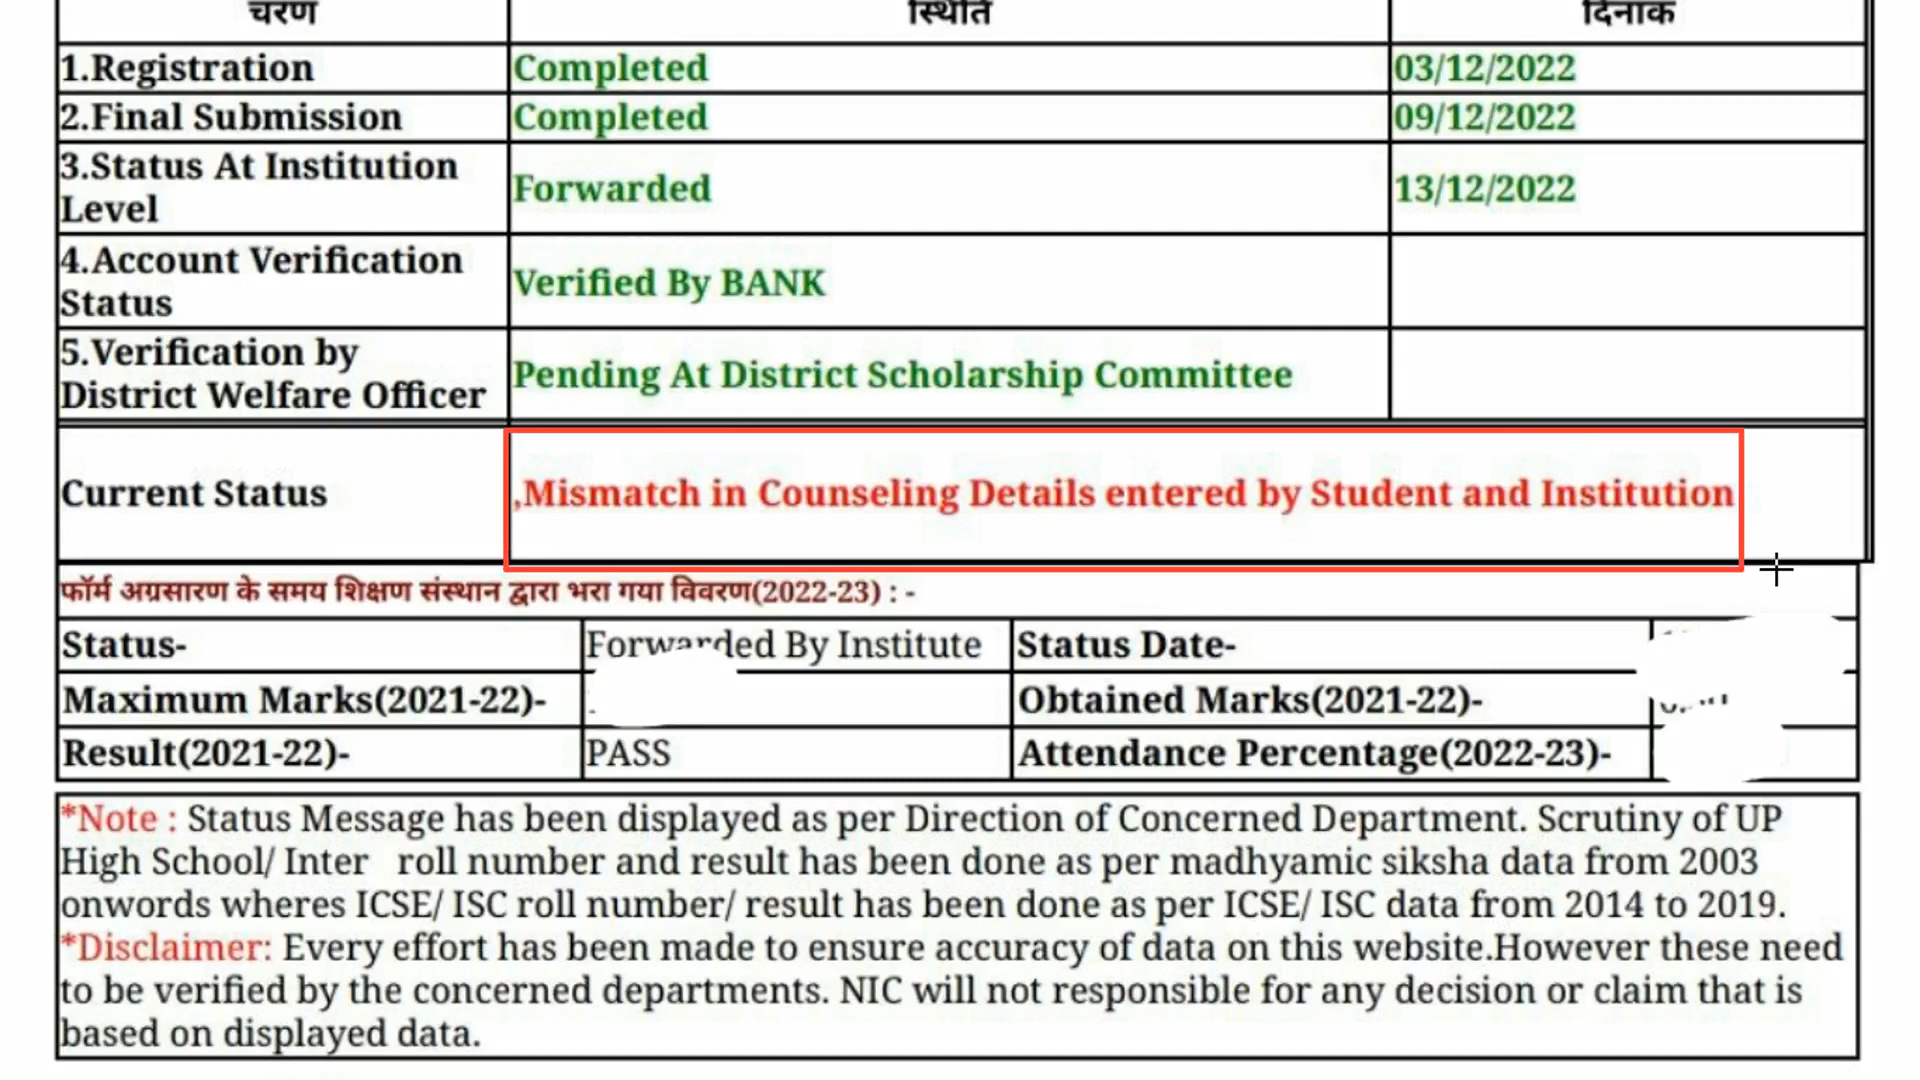 चरण स्थिति दिनांक
1.Registration Completed 03/12/2022
2.Final Submission Completed 09/12/2022
3.Status At Institution
Level Forwarded 13/12/2022
4.Account Verification
Status Verified By BANK
5.Verification by
District Welfare Officer Pending At District Scholarship Committee
Current Status ,Mismatch in Counseling Details entered by Student and Institution
फॉर्म अग्रसारण के समय शिक्षण संस्थान द्वारा भरा गया विवरण(2022-23) : -
Status- Forwarded By Institute Status Date-
Maximum Marks(2021-22)- Obtained Marks(2021-22)-
Result(2021-22)- PASS Attendance Percentage(2022-23)-
*Note : Status Message has been displayed as per Direction of Concerned Department. Scrutiny of UP
High School/ Inter roll number and result has been done as per madhyamic siksha data from 2003
onwords wheres ICSE/ ISC roll number/ result has been done as per ICSE/ ISC data from 2014 to 2019.
*Disclaimer: Every effort has been made to ensure accuracy of data on this website.However these need
to be verified by the concerned departments. NIC will not responsible for any decision or claim that is
based on displayed data.